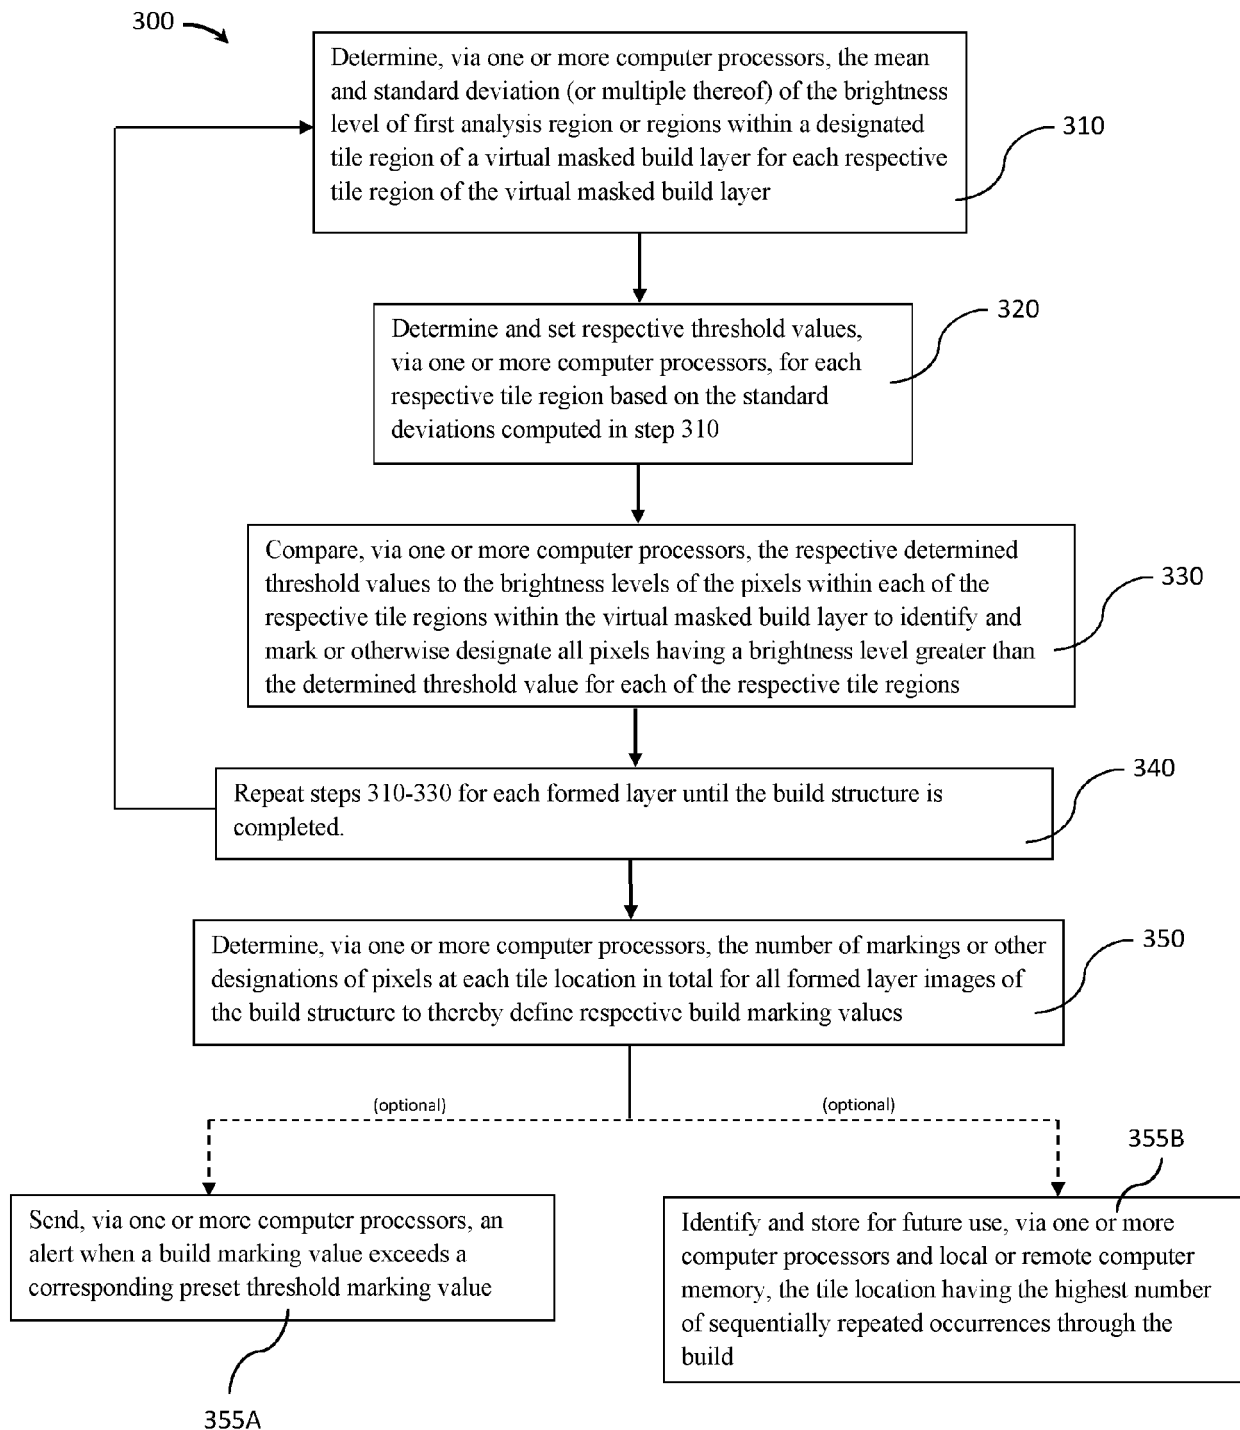 300
Determine, via one or more computer processors, the mean
and standard deviation (or multiple thereof) of the brightness
level of first analysis region or regions within a designated
tile region of a virtual masked build layer for each respective
tile region of the virtual masked build layer
310
Determine and set respective threshold values,
via one or more computer processors, for each
respective tile region based on the standard
deviations computed in step 310
320
Compare, via one or more computer processors, the respective determined
threshold values to the brightness levels of the pixels within each of the
respective tile regions within the virtual masked build layer to identify and
mark or otherwise designate all pixels having a brightness level greater than
the determined threshold value for each of the respective tile regions
330
Repeat steps 310-330 for each formed layer until the build structure is
completed.
340
Determine, via one or more computer processors, the number of markings or other
designations of pixels at each tile location in total for all formed layer images of
the build structure to thereby define respective build marking values
350
(optional)
(optional)
Send, via one or more computer processors, an
alert when a build marking value exceeds a
corresponding preset threshold marking value
355A
355B
Identify and store for future use, via one or more
computer processors and local or remote computer
memory, the tile location having the highest number
of sequentially repeated occurrences through the
build